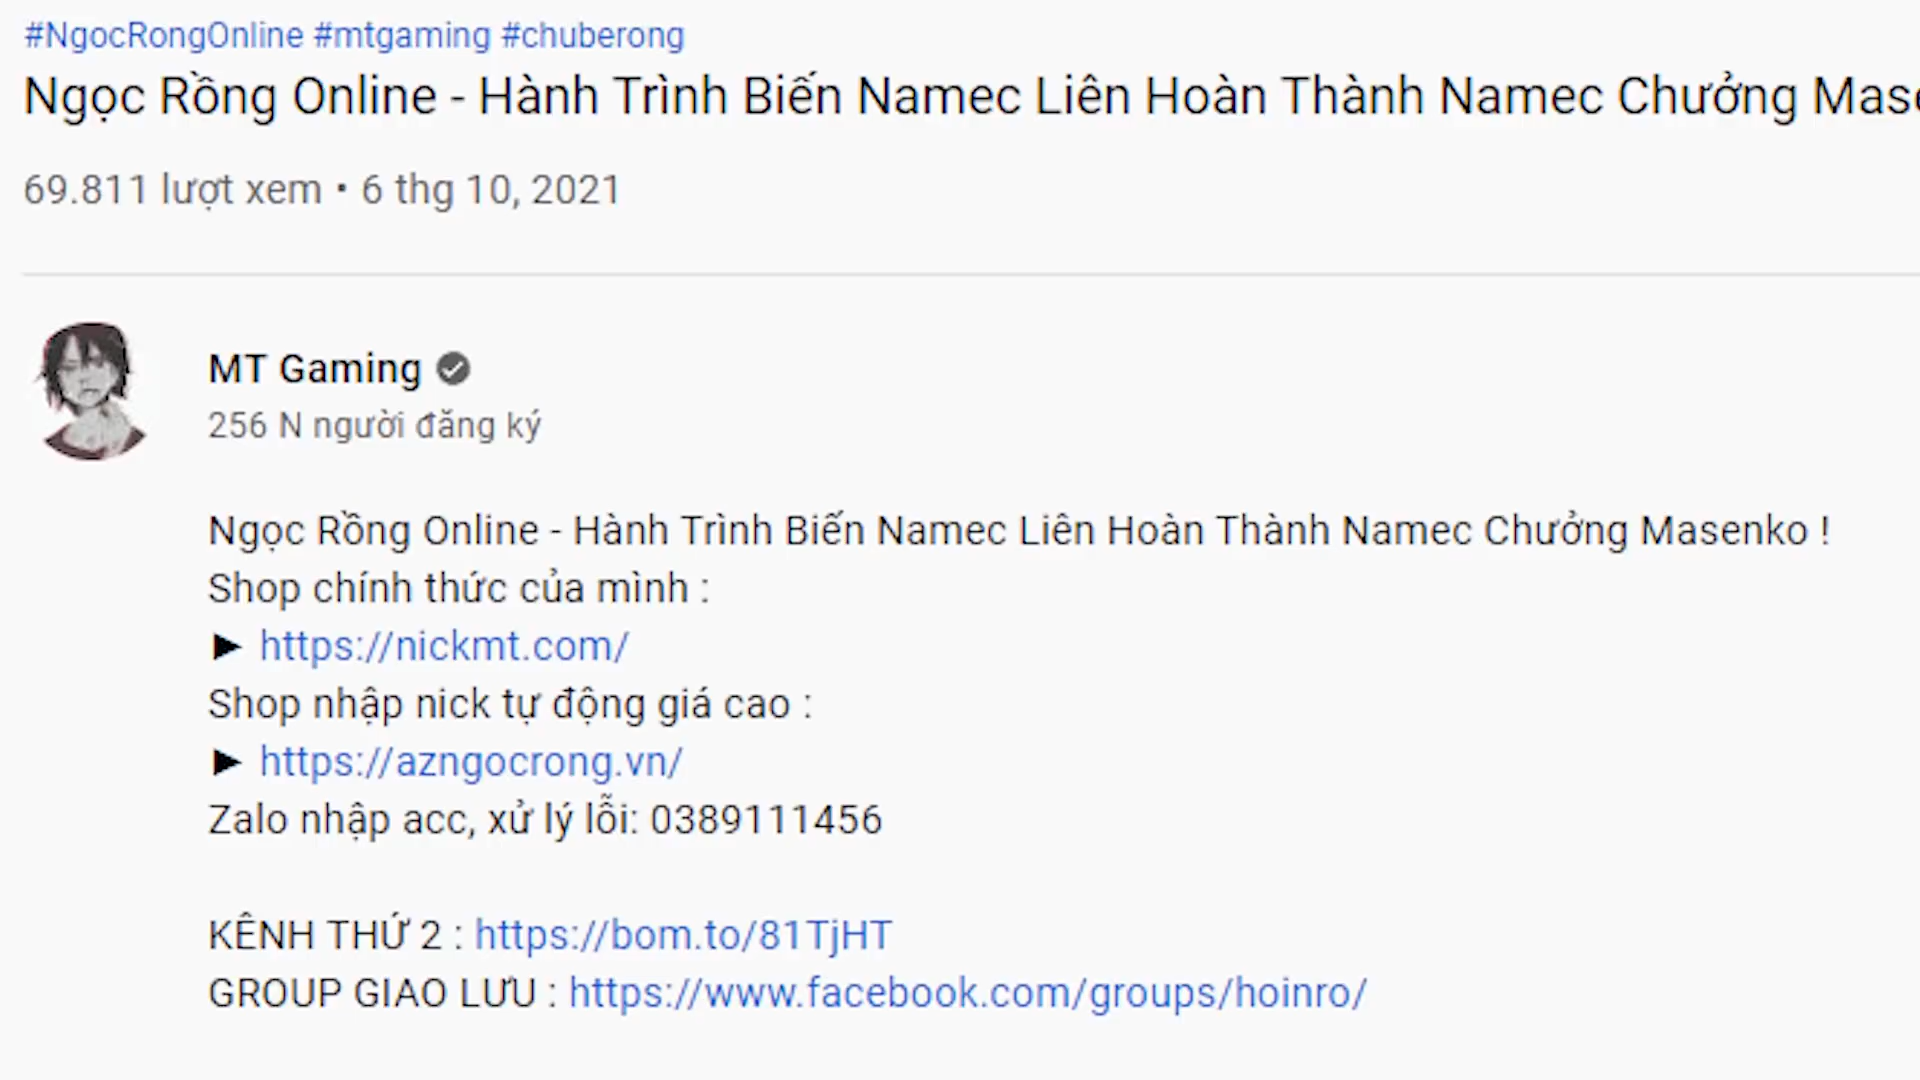 #NgocRongOnline #mtgaming #chuberong
Ngọc Rồng Online - Hành Trình Biến Namec Liên Hoàn Thành Namec Chưởng Mase
69.811 lượt xem • 6 thg 10, 2021
MT Gaming
256 N người đăng ký
Ngọc Rồng Online - Hành Trình Biến Namec Liên Hoàn Thành Namec Chưởng Masenko !
Shop chính thức của mình :
► https://nickmt.com/
Shop nhập nick tự động giá cao :
► https://azngocrong.vn/
Zalo nhập acc, xử lý lỗi: 0389111456
KÊNH THỨ 2 : https://bom.to/81TjHT
GROUP GIAO LƯU : https://www.facebook.com/groups/hoinro/